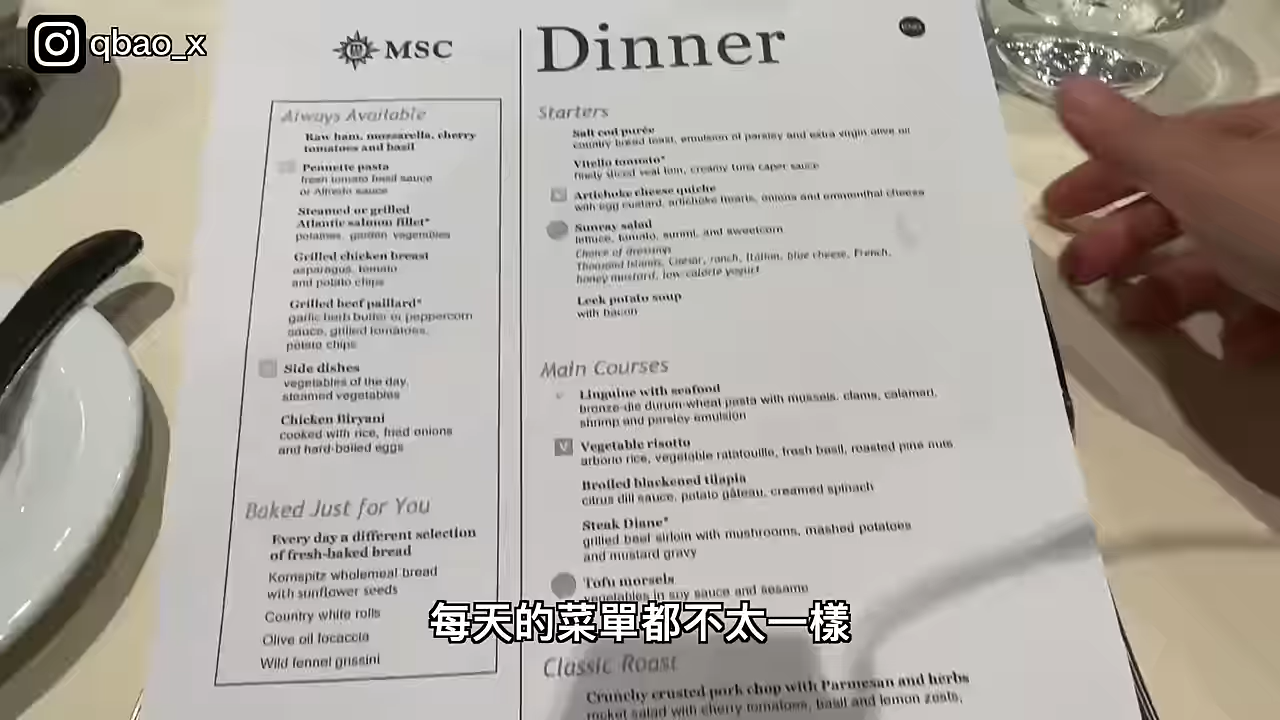 qbao_x
MSC
Dinner
Always Available
Raw ham, mozzarella, cherry
tomatoes and basil
Pennette pasta
fresh tomato basil sauce
or Alfredo sauce
Steamed or grilled
Atlantic salmon fillet*
potatoes, garden vegetables
Grilled chicken breast
asparagus, tomato
and potato chips
Grilled beef paillard*
garlic herb butter or peppercorn
sauce, grilled tomatoes,
potato chips
Side dishes
vegetables of the day,
steamed vegetables
Chicken Biryani
cooked with rice, fried onions
and hard-boiled eggs
Baked Just for You
Every day a different selection
of fresh-baked bread
Kornspitz wholemeal bread
with sunflower seeds
Country white rolls
Olive oil focaccia
Wild fennel grissini
Starters
Salt cod purée
country bread toast, emulsion of parsley and extra virgin olive oil
Vitello tonnato*
finely sliced veal loin, creamy tuna caper sauce
Artichoke cheese quiche
with egg custard, artichoke hearts, onions and emmenthal cheese
Sunray salad
lettuce, tomato, surimi, and sweetcorn
Choice of dressings
Thousand Islands, Caesar, ranch, Italian, blue cheese, French,
honey mustard, low-calorie yogurt
Leek potato soup
with bacon
Main Courses
Linguine with seafood
bronze-die durum-wheat pasta with mussels, clams, calamari,
shrimp and parsley emulsion
V Vegetable risotto
arborio rice, vegetable ratatouille, fresh basil, roasted pine nuts
Broiled blackened tilapia
citrus dill sauce, potato gâteau, creamed spinach
Steak Diane*
grilled beef sirloin with mushrooms, mashed potatoes
and mustard gravy
Tofu morsels
vegetables in soy sauce and sesame
每天的菜單都不太一樣
Classic Roast
Crunchy crusted pork chop with Parmesan and herbs
rocket salad with cherry tomatoes, basil and lemon zests,